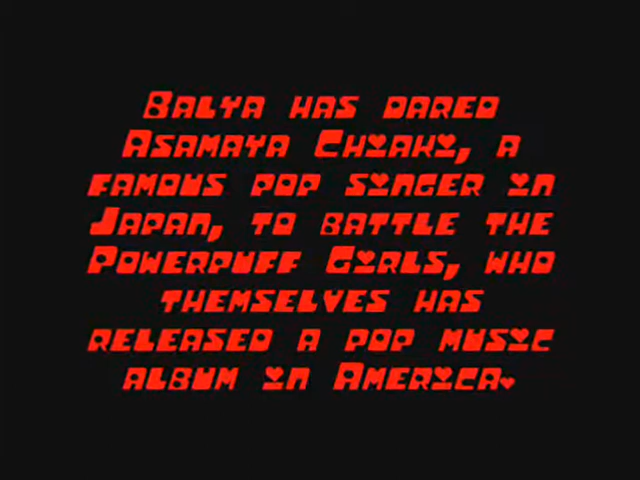 Balya has dared
Asamaya Chiaki, a
famous pop singer in
Japan, to battle the
Powerpuff Girls, who
themselves has
released a pop music
album in America.